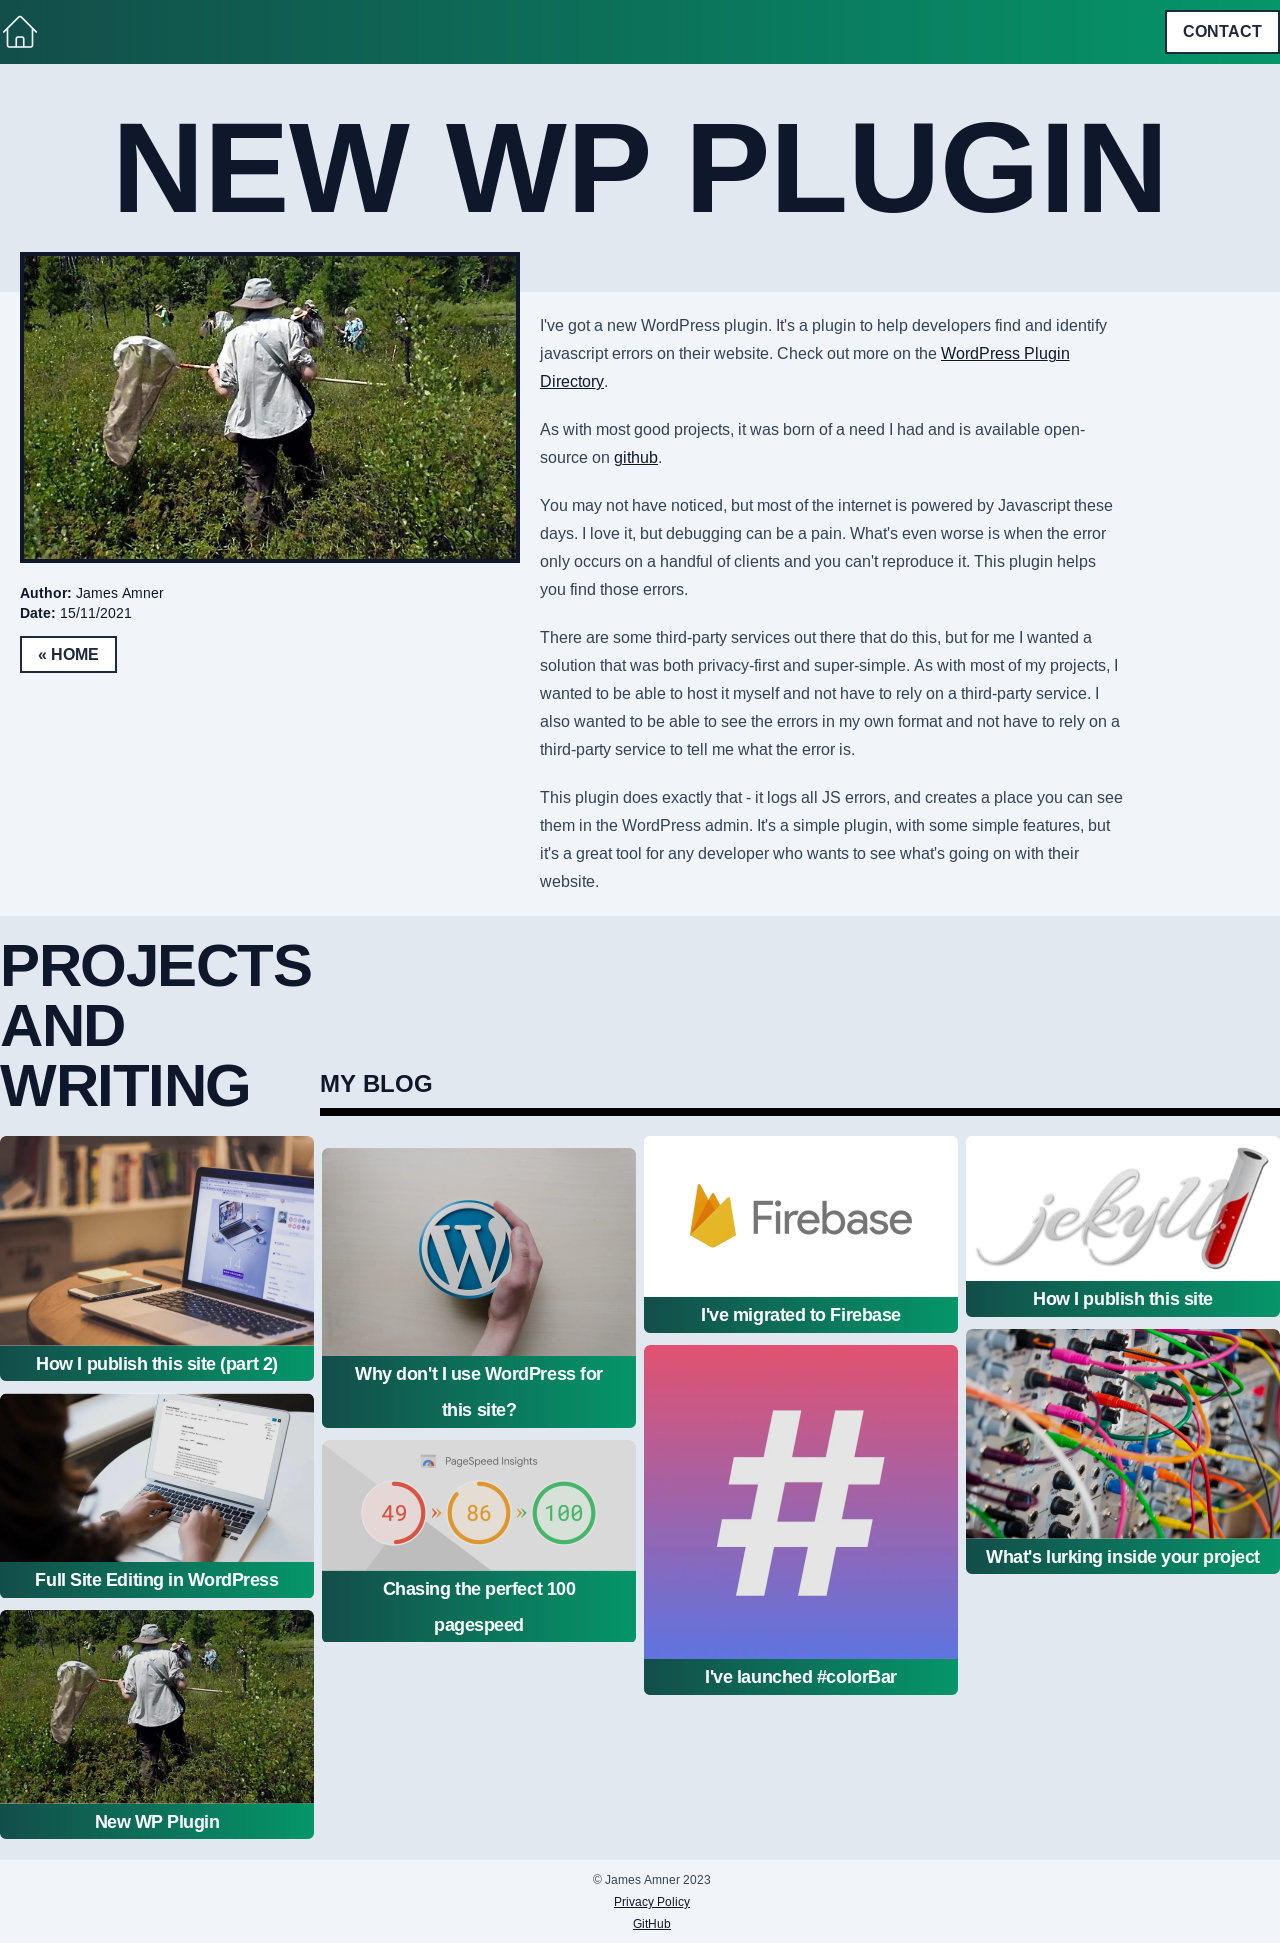 CONTACT
NEW WP PLUGIN
I've got a new WordPress plugin. It's a plugin to help developers find and identify
javascript errors on their website. Check out more on the WordPress Plugin
Directory.
As with most good projects, it was born of a need I had and is available open-
source on github.
You may not have noticed, but most of the internet is powered by Javascript these
days. I love it, but debugging can be a pain. What's even worse is when the error
only occurs on a handful of clients and you can't reproduce it. This plugin helps
you find those errors.
There are some third-party services out there that do this, but for me I wanted a
solution that was both privacy-first and super-simple. As with most of my projects, I
wanted to be able to host it myself and not have to rely on a third-party service. I
also wanted to be able to see the errors in my own format and not have to rely on a
third-party service to tell me what the error is.
This plugin does exactly that - it logs all JS errors, and creates a place you can see
them in the WordPress admin. It's a simple plugin, with some simple features, but
it's a great tool for any developer who wants to see what's going on with their
website.
Author: James Amner
Date: 15/11/2021
« HOME
PROJECTS
AND
WRITING
MY BLOG
How I publish this site (part 2)
Full Site Editing in WordPress
New WP Plugin
W
Why don't I use WordPress for
this site?
PageSpeed Insights
49 » 86 » 100
Chasing the perfect 100
pagespeed
Firebase
I've migrated to Firebase
#
I've launched #colorBar
jekyll
How I publish this site
What's lurking inside your project
© James Amner 2023
Privacy Policy
GitHub